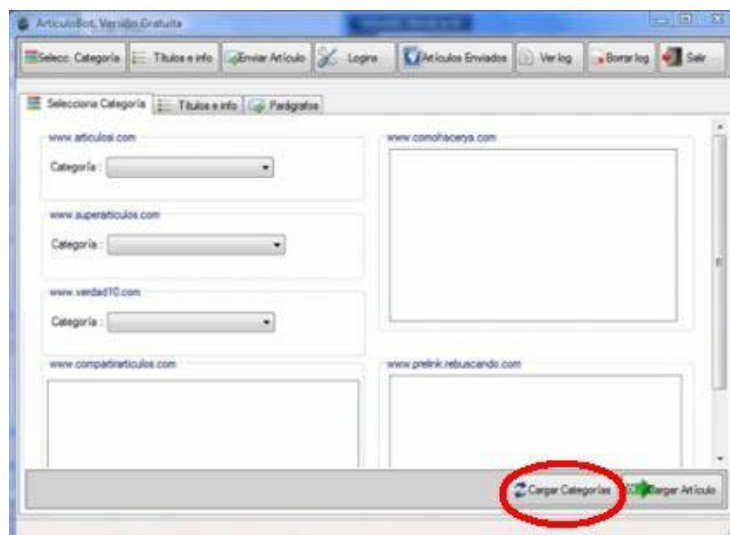 ArticuloBot, Versión Gratuita
Selecc. Categoría Títulos e info Enviar Artículo Logins Artículos Enviados Ver log Borrar log Salir
Selecciona Categoría Títulos e info Parágrafos
www.articulosi.com www.comohacerya.com
Categoría :
www.superarticulos.com
Categoría :
www.verdad10.com
Categoría :
www.compartirarticulos.com www.prelink.rebuscando.com
Cargar Categorías Cargar Artículo